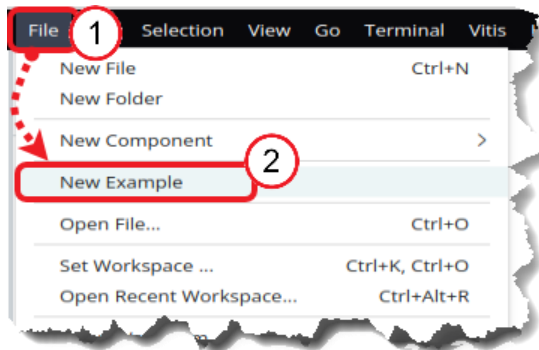 File 1 Selection View Go Terminal Vitis
New File Ctrl+N
New Folder
New Component >
2
New Example
Open File... Ctrl+O
Set Workspace ... Ctrl+K, Ctrl+O
Open Recent Workspace... Ctrl+Alt+R